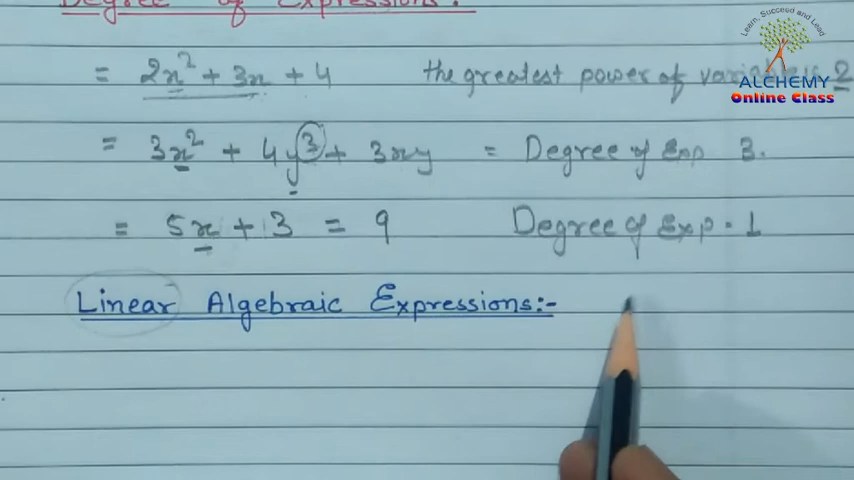 Degree of Expressions:
Learn, Succeed and Lead
ALCHEMY
Online Class
= 2x² + 3x + 4 the greatest power of variable is 2
= 3x² + 4y³ + 3xy = Degree of Exp 3.
= 5x + 3 = 9 Degree of Exp. 1
Linear Algebraic Expressions:-